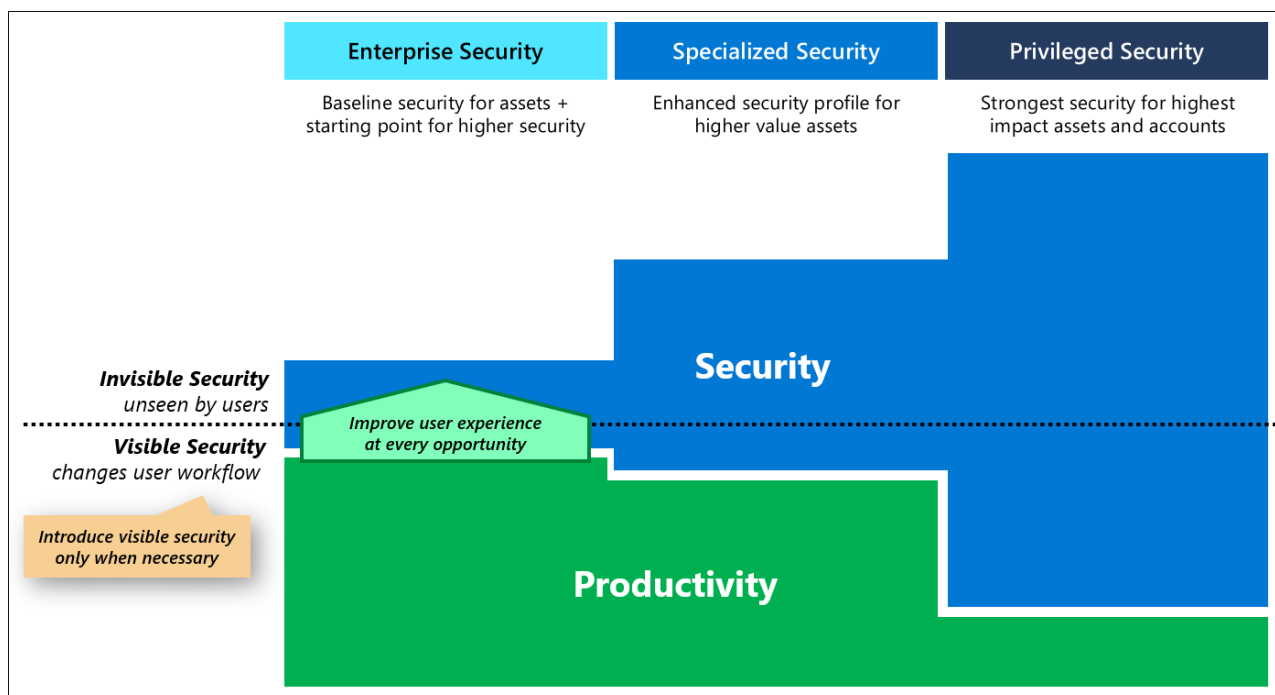 Enterprise Security
Specialized Security
Privileged Security
Baseline security for assets +
starting point for higher security
Enhanced security profile for
higher value assets
Strongest security for highest
impact assets and accounts
Security
Invisible Security
unseen by users
Improve user experience
at every opportunity
Visible Security
changes user workflow
Introduce visible security
only when necessary
Productivity